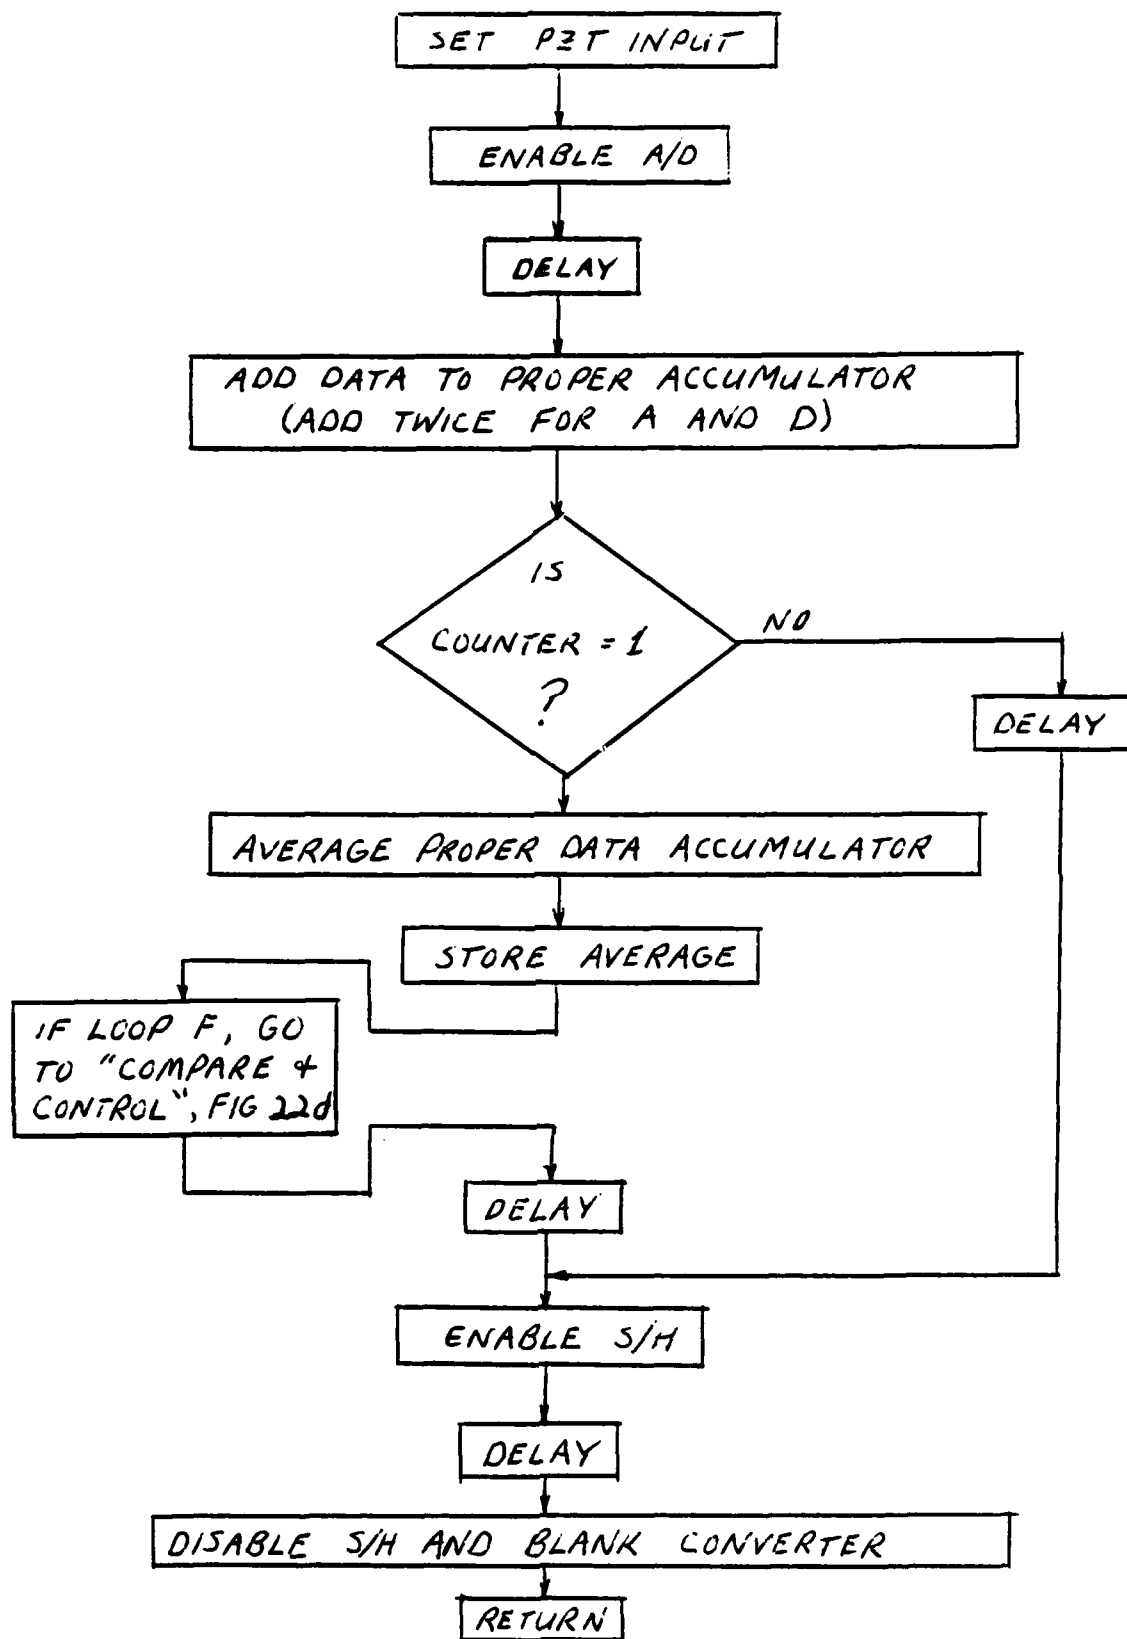 SET PZT INPUT
ENABLE A/D
DELAY
ADD DATA TO PROPER ACCUMULATOR
(ADD TWICE FOR A AND D)
IS
COUNTER = 1
?
NO
DELAY
AVERAGE PROPER DATA ACCUMULATOR
STORE AVERAGE
IF LOOP F, GO
TO "COMPARE &
CONTROL", FIG 22d
DELAY
ENABLE S/H
DELAY
DISABLE S/H AND BLANK CONVERTER
RETURN